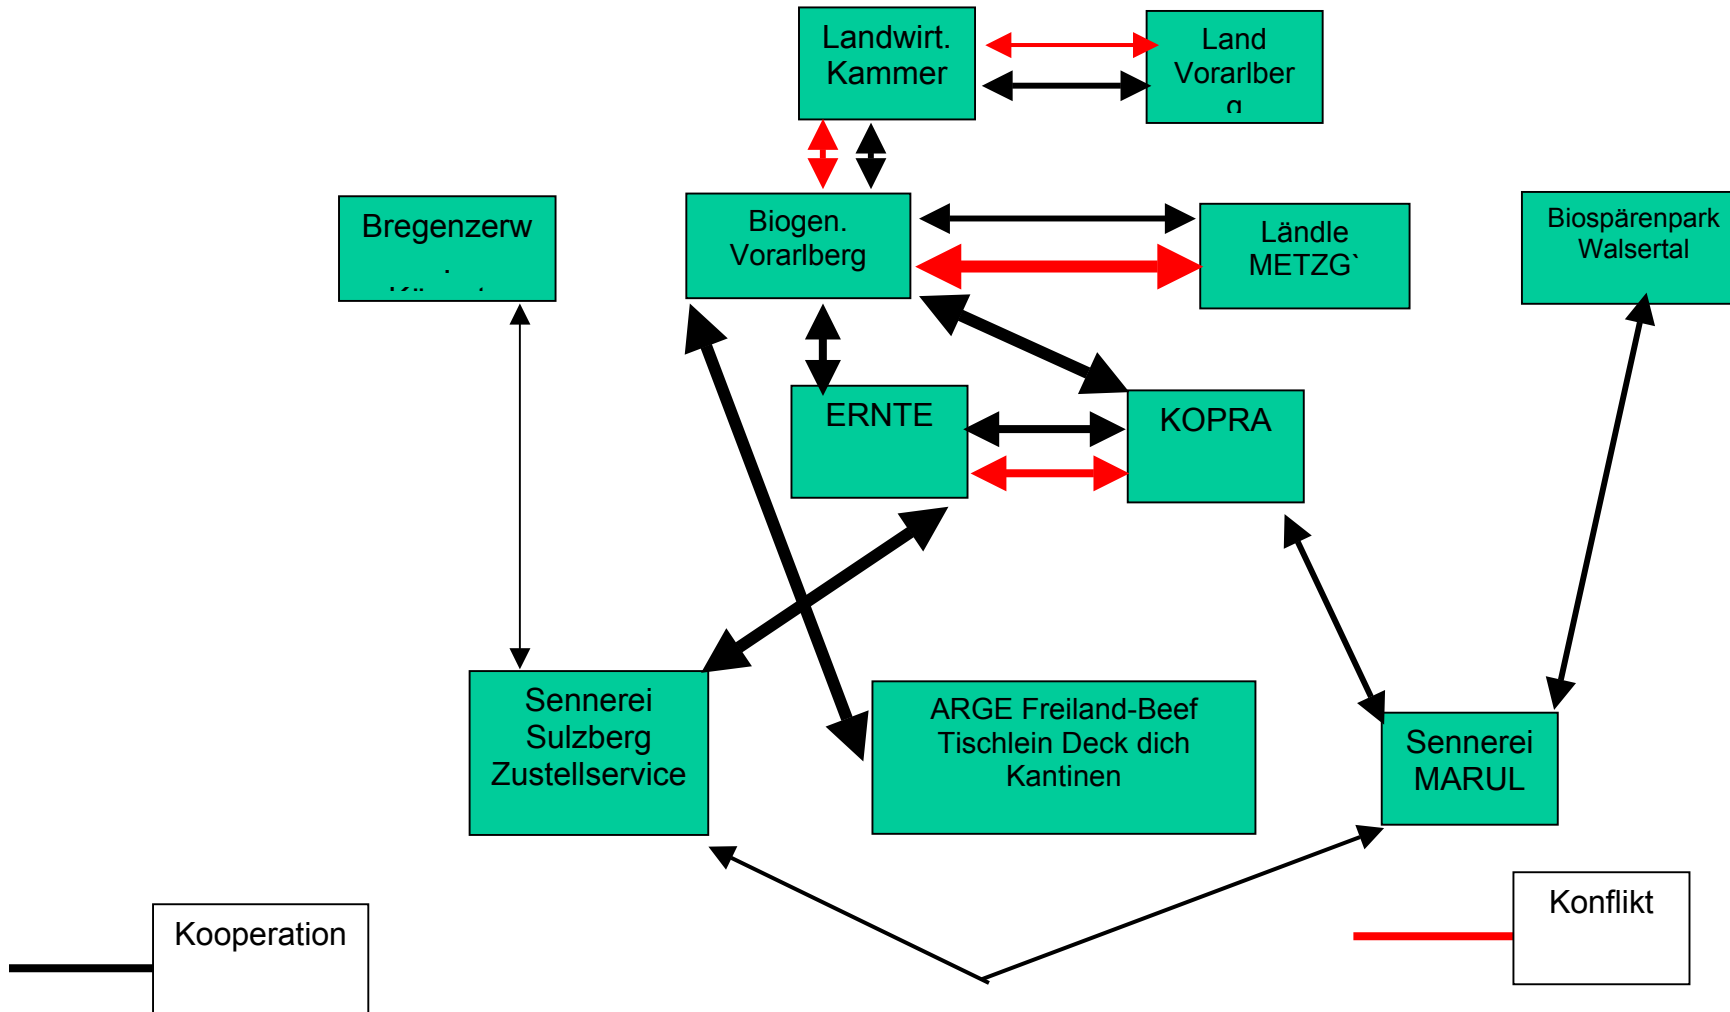 Landwirt.
Kammer
Land
Vorarlber
Bregenzerw
.
Biogen.
Vorarlberg
Ländle
METZG`
Biospärenpark
Walsertal
ERNTE
KOPRA
Sennerei
Sulzberg
Zustellservice
ARGE Freiland-Beef
Tischlein Deck dich
Kantinen
Sennerei
MARUL
Kooperation
Konflikt